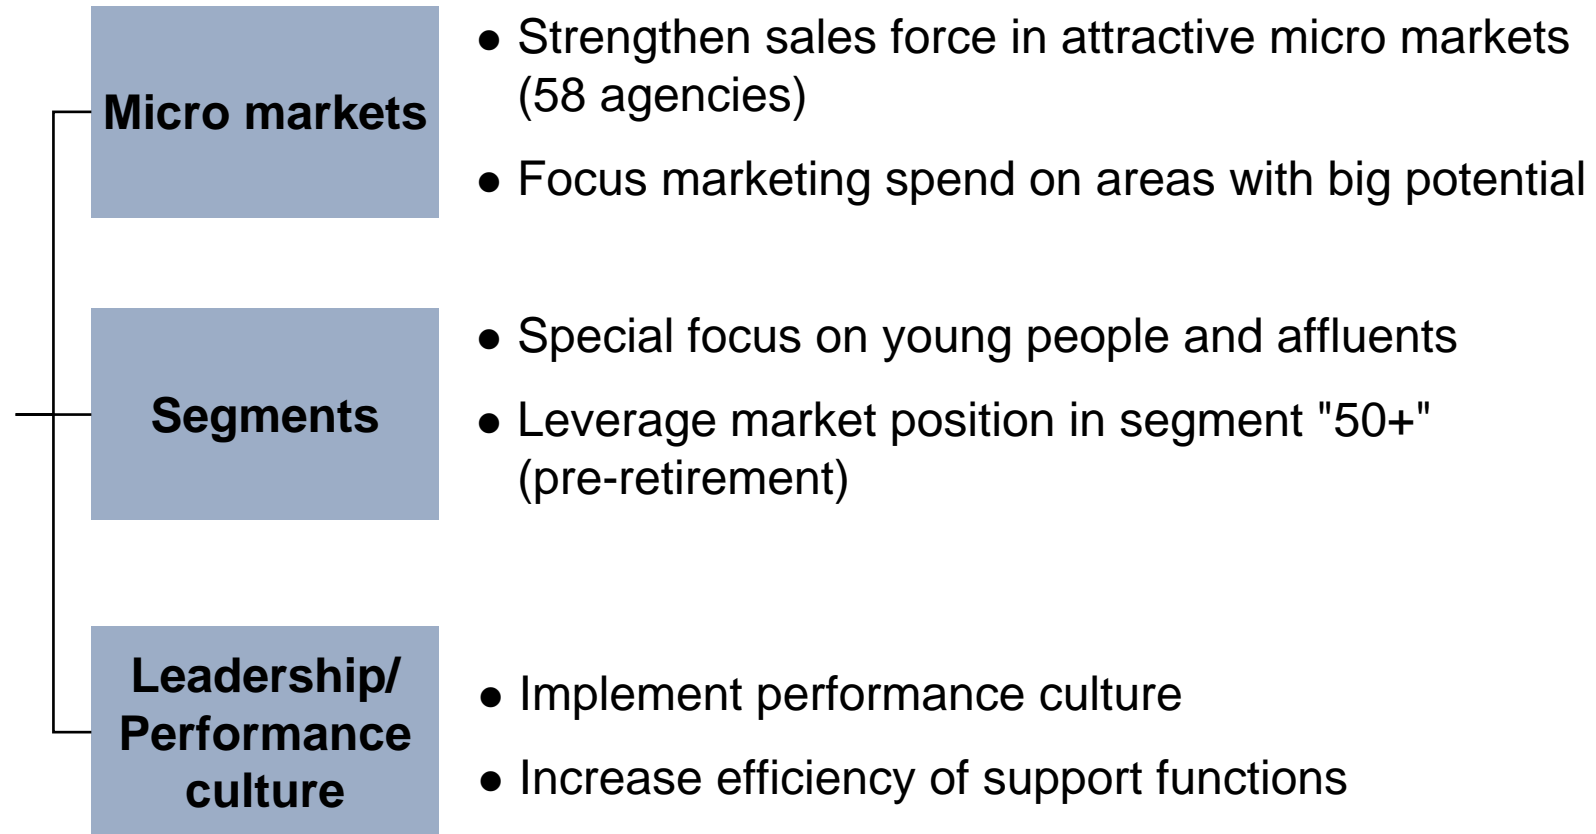 Micro markets
● Strengthen sales force in attractive micro markets
(58 agencies)
● Focus marketing spend on areas with big potential
Segments
● Special focus on young people and affluents
● Leverage market position in segment "50+"
(pre-retirement)
Leadership/
Performance
culture
● Implement performance culture
● Increase efficiency of support functions